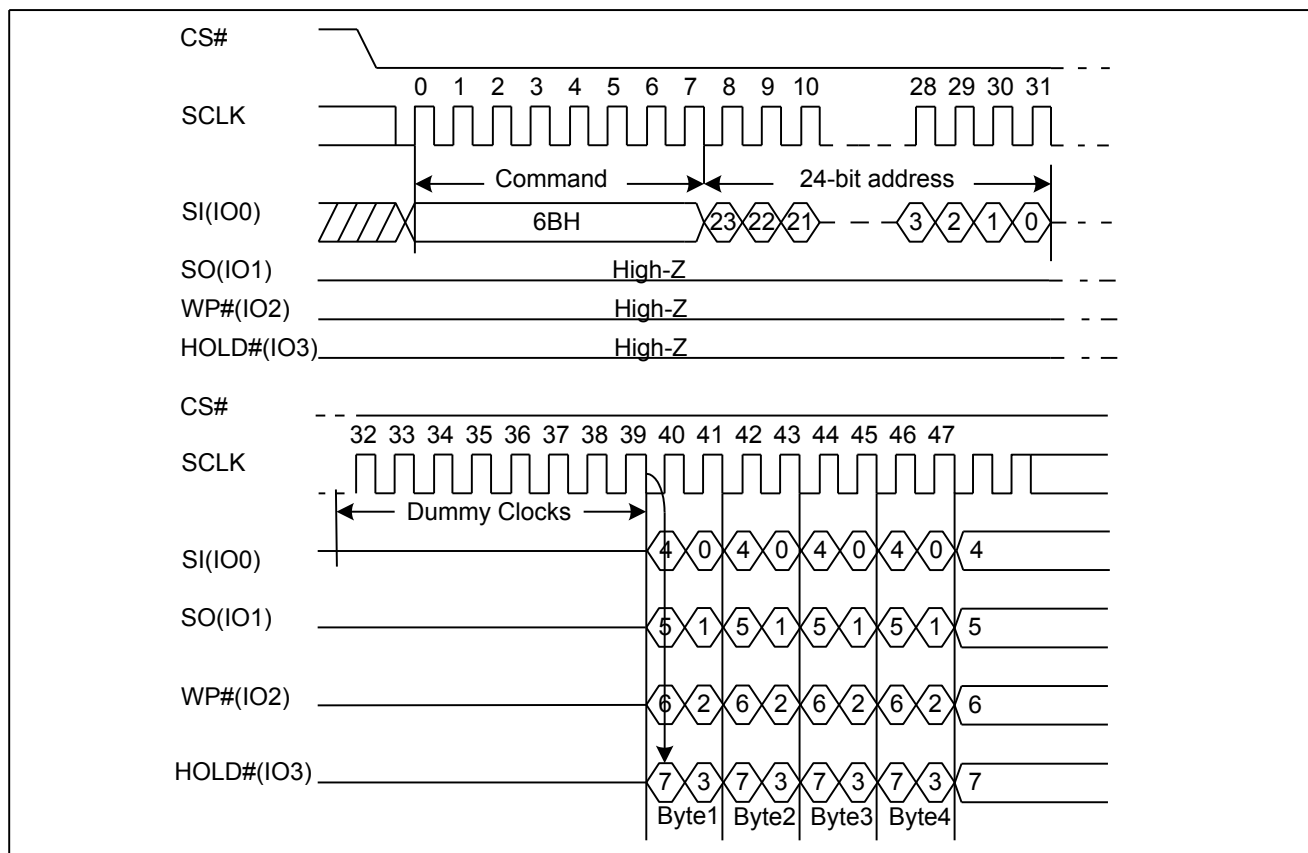 CS#
0 1 2 3 4 5 6 7 8 9 10 28 29 30 31
SCLK
Command 24-bit address
SI(IO0) 6BH 23 22 21 3 2 1 0
SO(IO1) High-Z
WP#(IO2) High-Z
HOLD#(IO3) High-Z
CS#
32 33 34 35 36 37 38 39 40 41 42 43 44 45 46 47
SCLK
Dummy Clocks
SI(IO0) 4 0 4 0 4 0 4 0 4
SO(IO1) 5 1 5 1 5 1 5 1 5
WP#(IO2) 6 2 6 2 6 2 6 2 6
HOLD#(IO3) 7 3 7 3 7 3 7 3 7
Byte1 Byte2 Byte3 Byte4